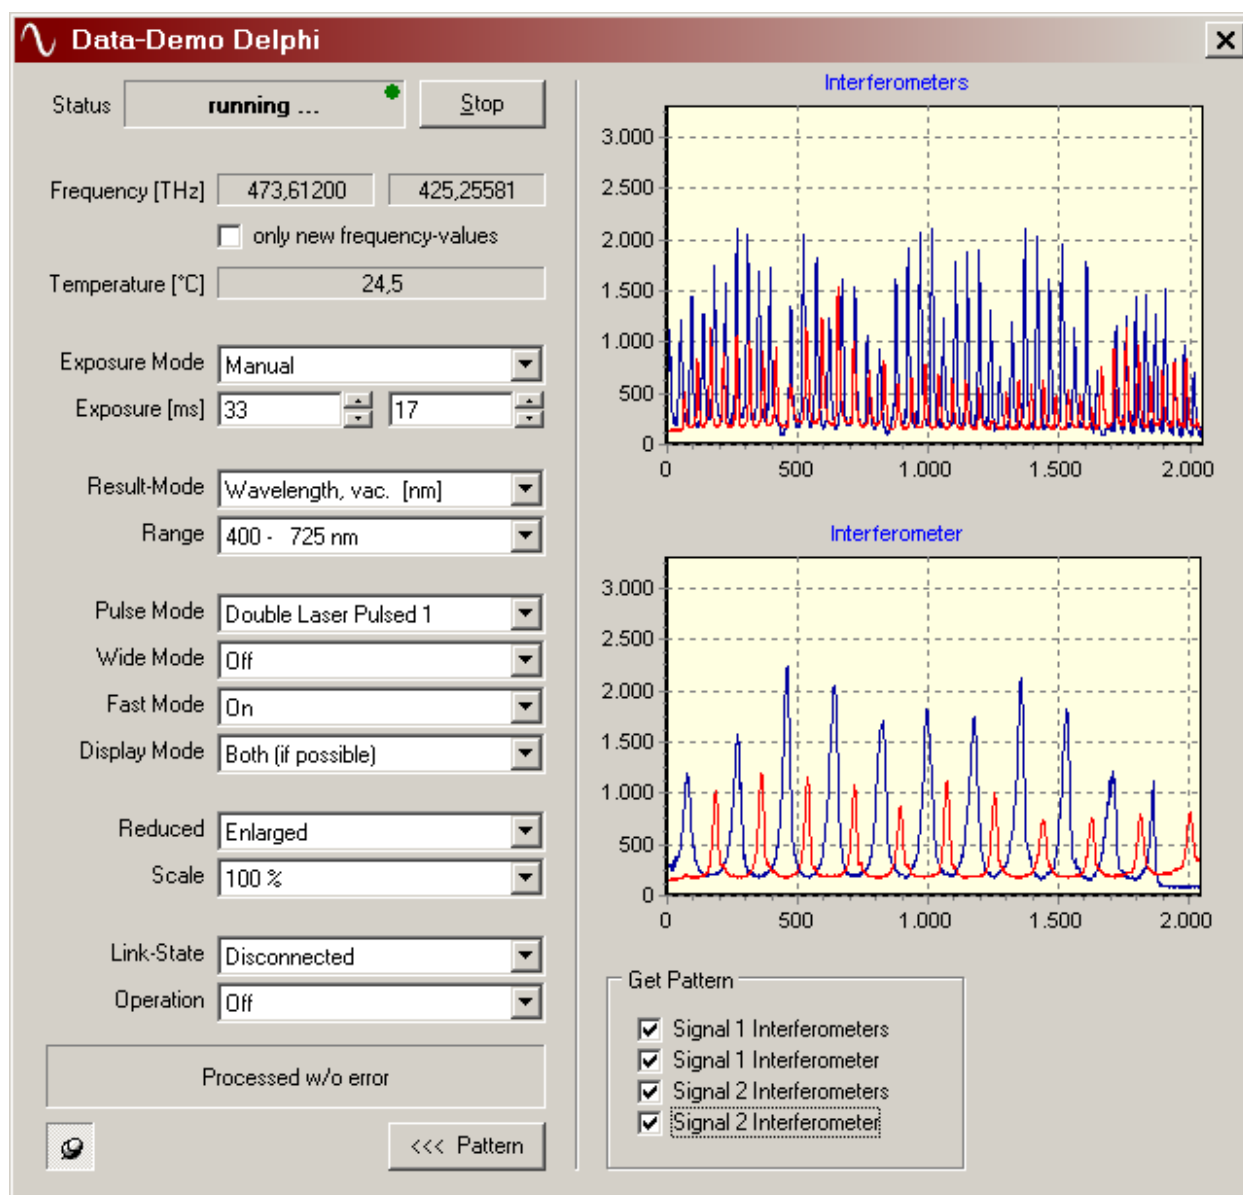 Data-Demo Delphi
Status running ... Stop
Frequency [THz] 473,61200 425,25581
only new frequency-values
Temperature [°C] 24,5
Exposure Mode Manual
Exposure [ms] 33 17
Result-Mode Wavelength, vac. [nm]
Range 400 - 725 nm
Pulse Mode Double Laser Pulsed 1
Wide Mode Off
Fast Mode On
Display Mode Both (if possible)
Reduced Enlarged
Scale 100 %
Link-State Disconnected
Operation Off
Processed w/o error
<<< Pattern
Interferometers
3.000
2.500
2.000
1.500
1.000
500
0
0 500 1.000 1.500 2.000
Interferometer
3.000
2.500
2.000
1.500
1.000
500
0
0 500 1.000 1.500 2.000
Get Pattern
Signal 1 Interferometers
Signal 1 Interferometer
Signal 2 Interferometers
Signal 2 Interferometer